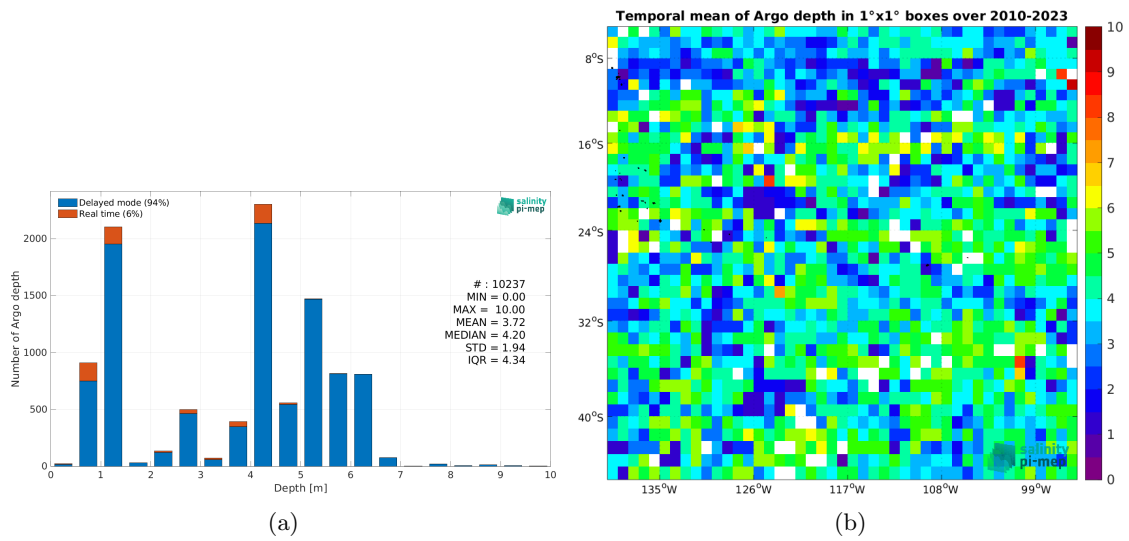 Delayed mode (94%)
Real time (6%)
salinity
pi-mep
2000
1500
1000
500
0
Number of Argo depth
# : 10237
MIN = 0.00
MAX = 10.00
MEAN = 3.72
MEDIAN = 4.20
STD = 1.94
IQR = 4.34
0 1 2 3 4 5 6 7 8 9 10
Depth [m]
(a)
Temporal mean of Argo depth in 1°x1° boxes over 2010-2023
8°S
16°S
24°S
32°S
40°S
135°W 126°W 117°W 108°W 99°W
salinity
pi-mep
10
9
8
7
6
5
4
3
2
1
0
(b)